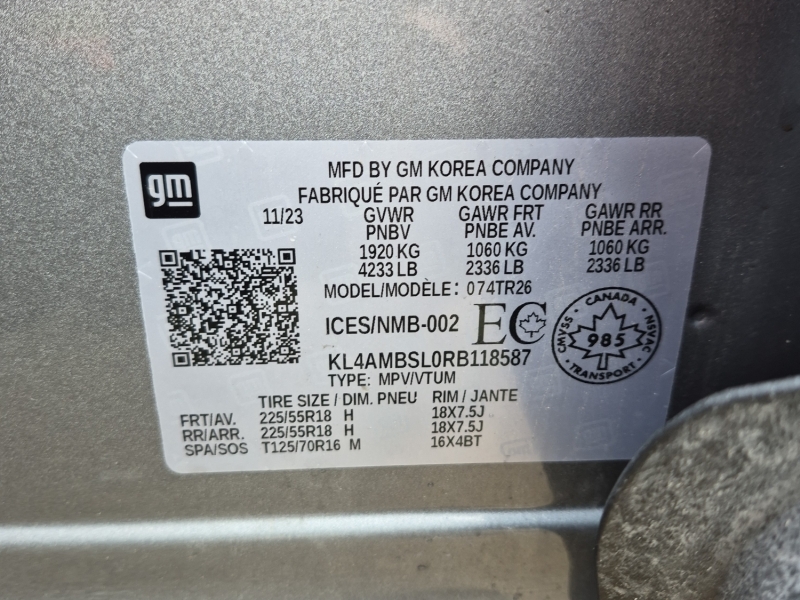 gm
MFD BY GM KOREA COMPANY
FABRIQUÉ PAR GM KOREA COMPANY
11/23 GVWR GAWR FRT GAWR RR
PNBV PNBE AV. PNBE ARR.
1920 KG 1060 KG 1060 KG
4233 LB 2336 LB 2336 LB
MODEL/MODÈLE: 074TR26
ICES/NMB-002 EC
CANADA
CMVSS 985 NSVAC
TRANSPORT
KL4AMBSL0RB118587
TYPE: MPV/VTUM
TIRE SIZE / DIM. PNEU RIM / JANTE
FRT/AV. 225/55R18 H 18X7.5J
RR/ARR. 225/55R18 H 18X7.5J
SPA/SOS T125/70R16 M 16X4BT